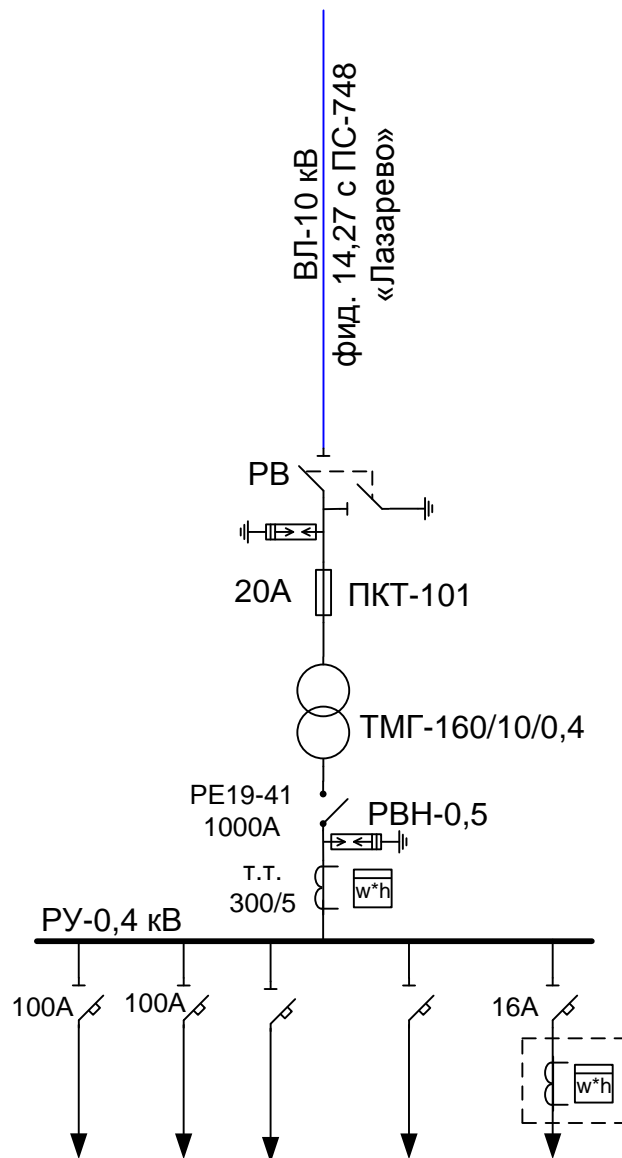 ВЛ-10 кВ
фид. 14,27 с ПС-748
«Лазарево»
РВ
20А
ПКТ-101
ТМГ-160/10/0,4
РЕ19-41
1000А
РВН-0,5
т.т.
300/5
w*h
РУ-0,4 кВ
100А
100А
16А
w*h